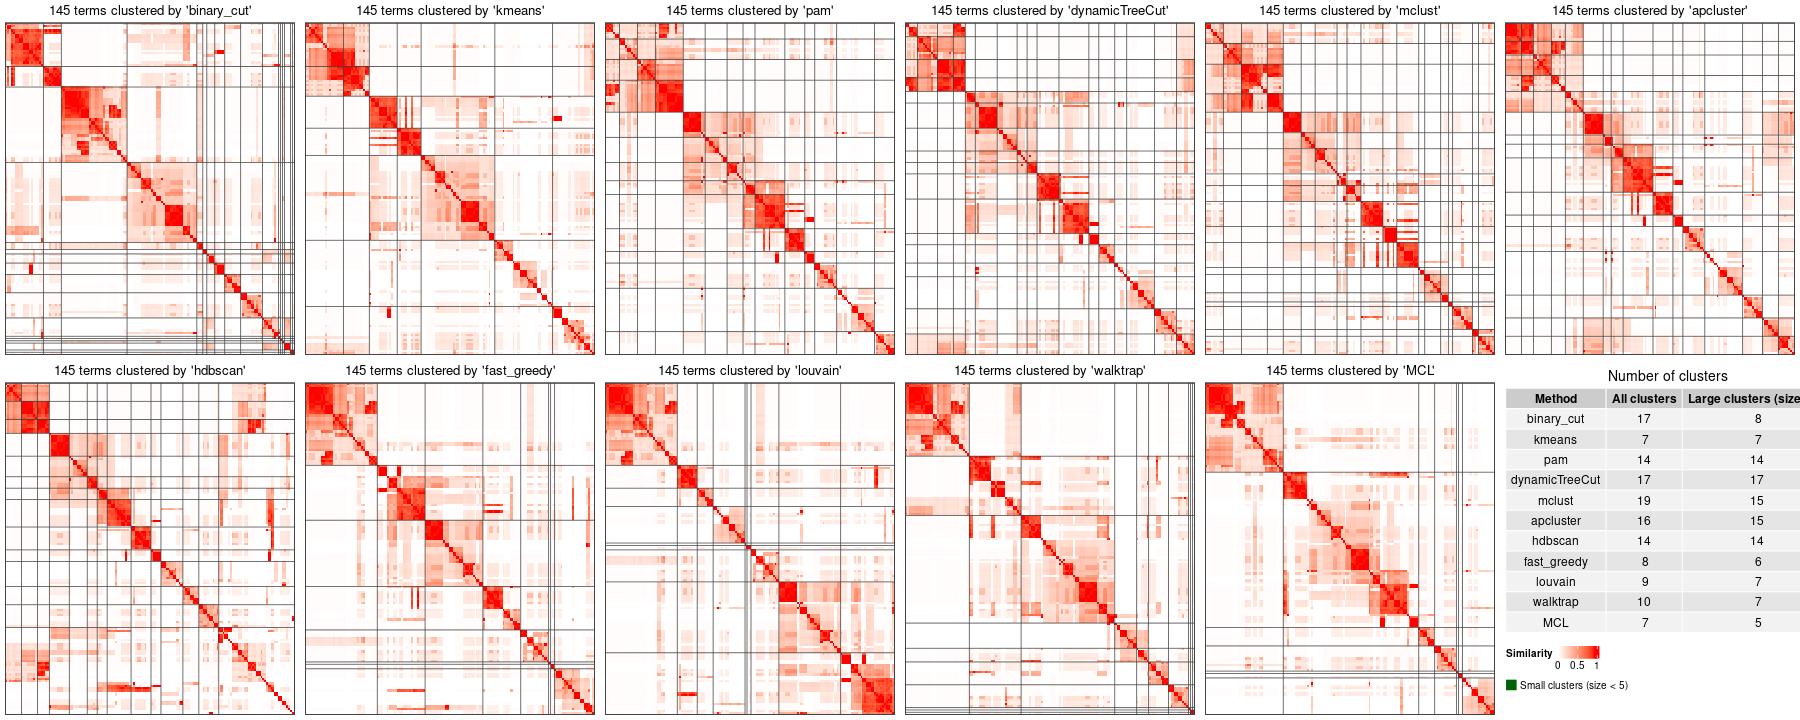 145 terms clustered by 'binary_cut'
145 terms clustered by 'kmeans'
145 terms clustered by 'pam'
145 terms clustered by 'dynamicTreeCut'
145 terms clustered by 'mclust'
145 terms clustered by 'apcluster'
145 terms clustered by 'hdbscan'
145 terms clustered by 'fast_greedy'
145 terms clustered by 'louvain'
145 terms clustered by 'walktrap'
145 terms clustered by 'MCL'
Number of clusters
Method All clusters Large clusters (size
binary_cut 17 8
kmeans 7 7
pam 14 14
dynamicTreeCut 17 17
mclust 19 15
apcluster 16 15
hdbscan 14 14
fast_greedy 8 6
louvain 9 7
walktrap 10 7
MCL 7 5
Similarity
0 0.5 1
Small clusters (size < 5)